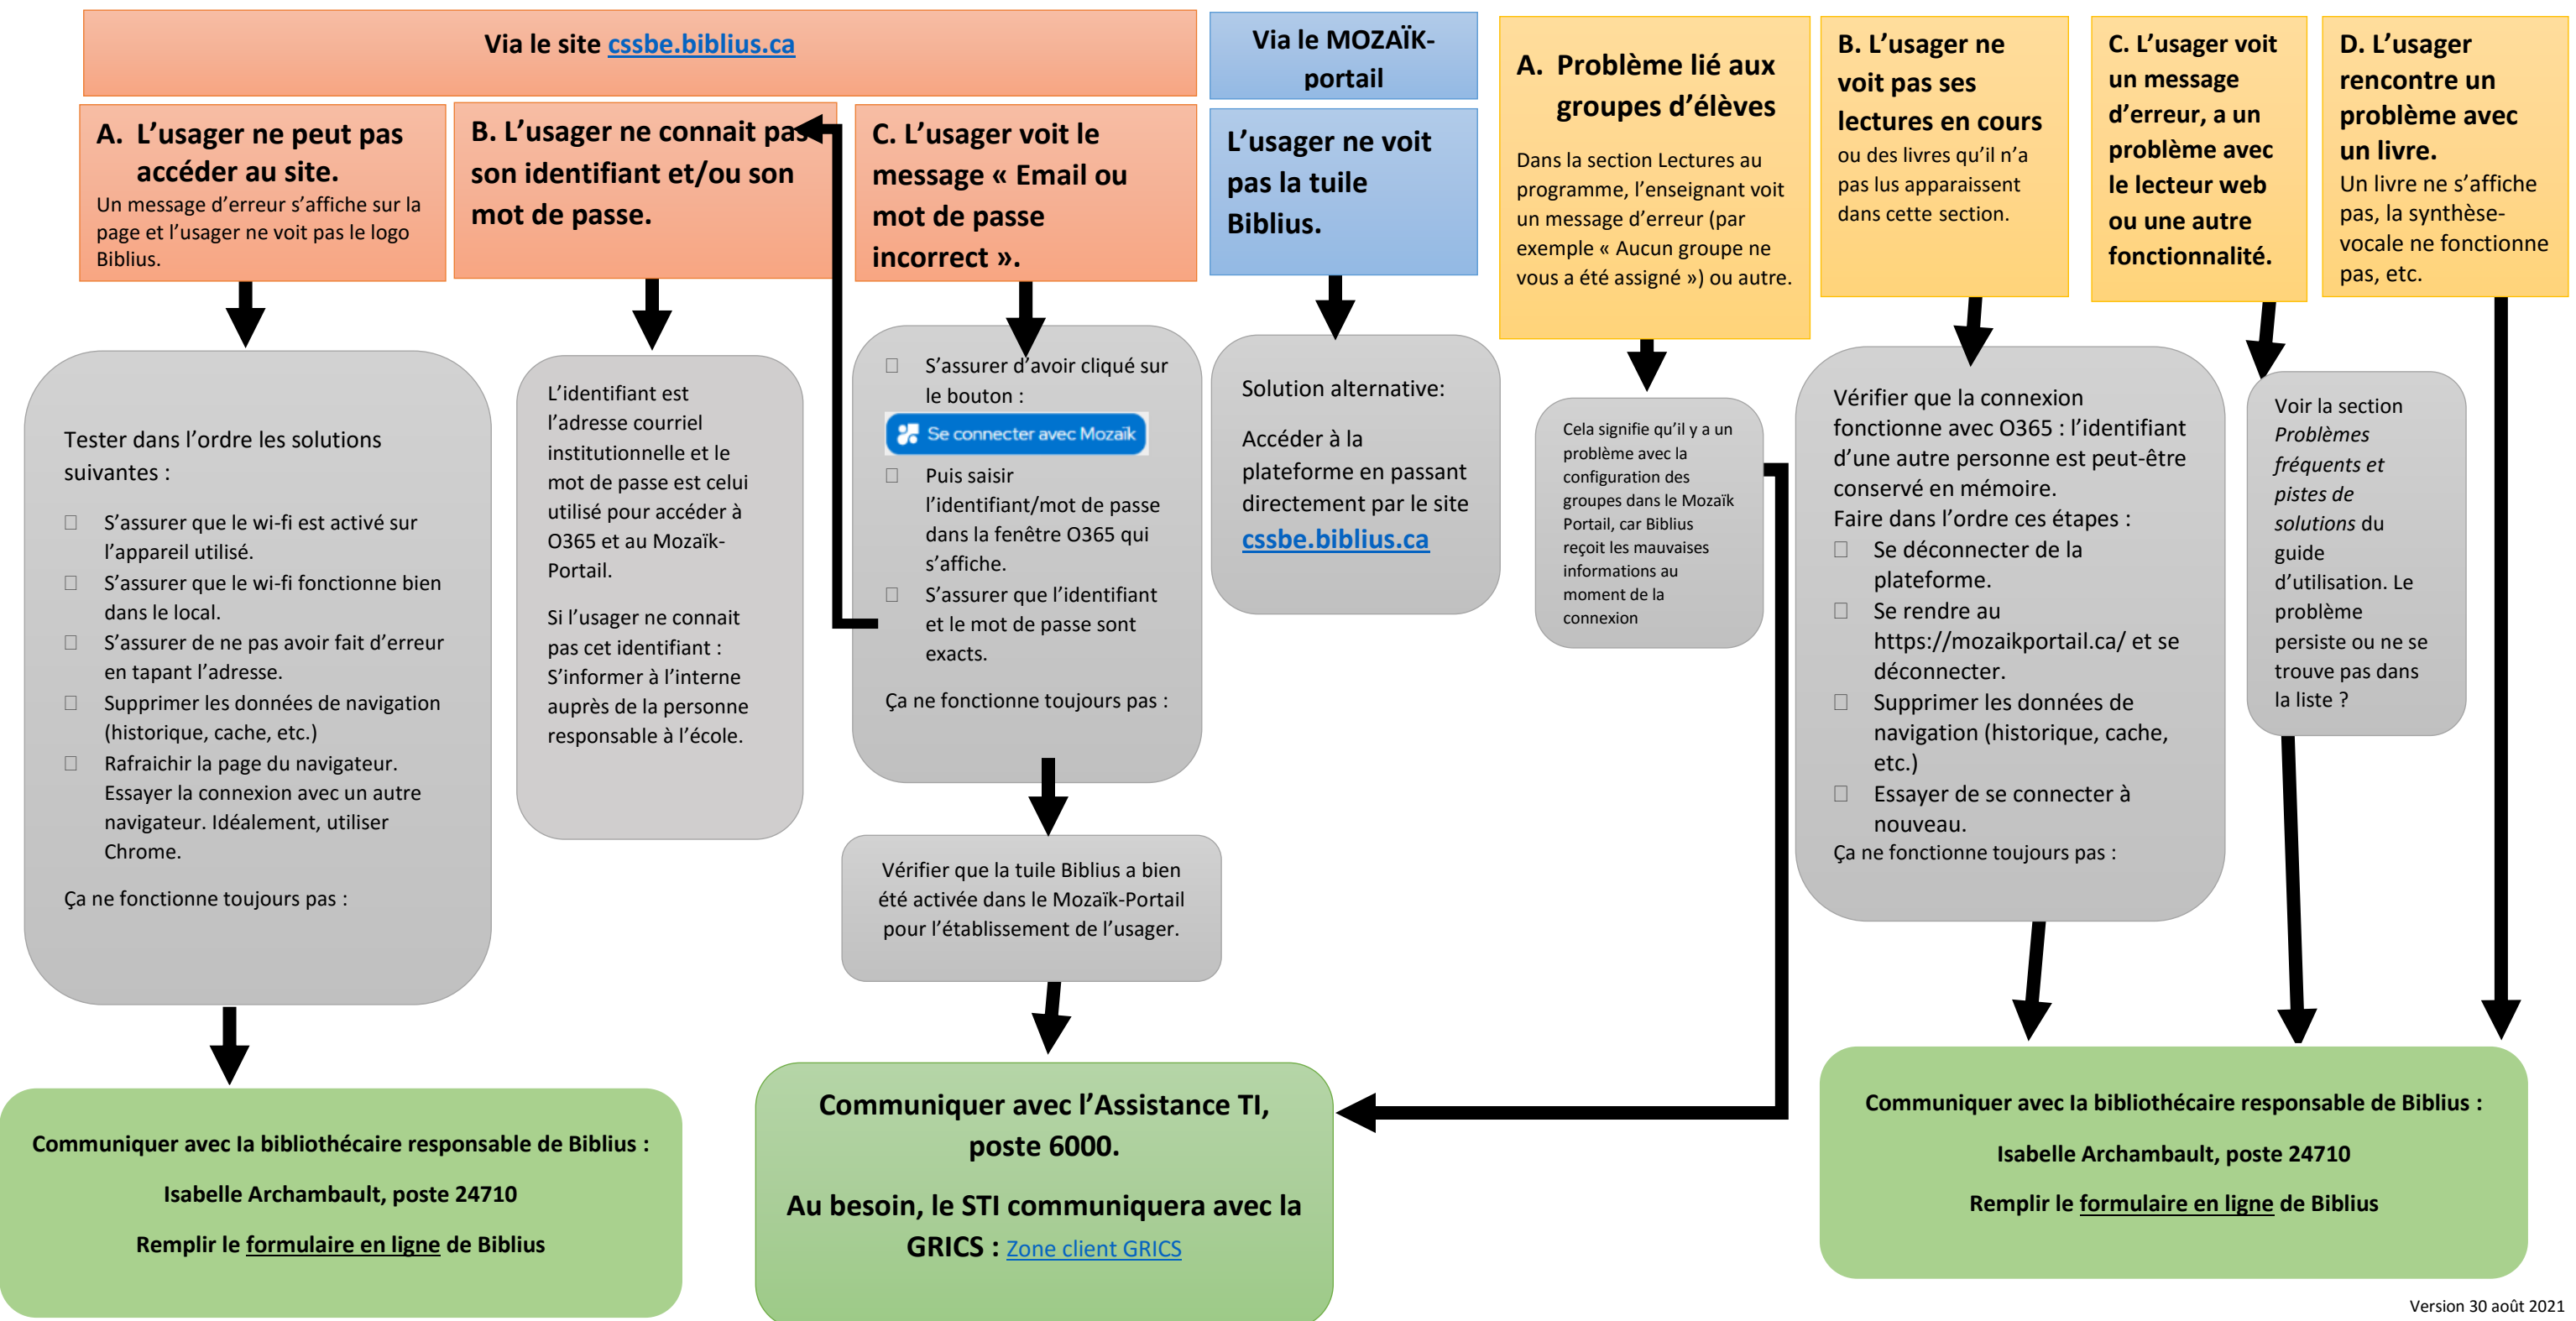 Via le site cssbe.biblius.ca
A. L’usager ne peut pas
accéder au site.
Un message d’erreur s’affiche sur la
page et l’usager ne voit pas le logo
Biblius.
Tester dans l’ordre les solutions
suivantes :
S’assurer que le wi-fi est activé sur
l’appareil utilisé.
S’assurer que le wi-fi fonctionne bien
dans le local.
S’assurer de ne pas avoir fait d’erreur
en tapant l’adresse.
Supprimer les données de navigation
(historique, cache, etc.)
Rafraichir la page du navigateur.
Essayer la connexion avec un autre
navigateur. Idéalement, utiliser
Chrome.
Ça ne fonctionne toujours pas :
Communiquer avec la bibliothécaire responsable de Biblius :
Isabelle Archambault, poste 24710
Remplir le formulaire en ligne de Biblius
B. L’usager ne connait pas
son identifiant et/ou son
mot de passe.
L’identifiant est
l’adresse courriel
institutionnelle et le
mot de passe est celui
utilisé pour accéder à
O365 et au Mozaïk-
Portail.
Si l’usager ne connait
pas cet identifiant :
S’informer à l’interne
auprès de la personne
responsable à l’école.
C. L’usager voit le
message « Email ou
mot de passe
incorrect ».
S’assurer d’avoir cliqué sur
le bouton :
Se connecter avec Mozaïk
Puis saisir
l’identifiant/mot de passe
dans la fenêtre O365 qui
s’affiche.
S’assurer que l’identifiant
et le mot de passe sont
exacts.
Ça ne fonctionne toujours pas :
Vérifier que la tuile Biblius a bien
été activée dans le Mozaïk-Portail
pour l’établissement de l’usager.
Communiquer avec l’Assistance TI,
poste 6000.
Au besoin, le STI communiquera avec la
GRICS : Zone client GRICS
Via le MOZAÏK-
portail
L’usager ne voit
pas la tuile
Biblius.
Solution alternative:
Accéder à la
plateforme en passant
directement par le site
cssbe.biblius.ca
A. Problème lié aux
groupes d’élèves
Dans la section Lectures au
programme, l’enseignant voit
un message d’erreur (par
exemple « Aucun groupe ne
vous a été assigné ») ou autre.
Cela signifie qu’il y a un
problème avec la
configuration des
groupes dans le Mozaïk
Portail, car Biblius
reçoit les mauvaises
informations au
moment de la
connexion
B. L’usager ne
voit pas ses
lectures en cours
ou des livres qu’il n’a
pas lus apparaissent
dans cette section.
Vérifier que la connexion
fonctionne avec O365 : l’identifiant
d’une autre personne est peut-être
conservé en mémoire.
Faire dans l’ordre ces étapes :
Se déconnecter de la
plateforme.
Se rendre au
https://mozaikportail.ca/ et se
déconnecter.
Supprimer les données de
navigation (historique, cache,
etc.)
Essayer de se connecter à
nouveau.
Ça ne fonctionne toujours pas :
C. L’usager voit
un message
d’erreur, a un
problème avec
le lecteur web
ou une autre
fonctionnalité.
Voir la section
Problèmes
fréquents et
pistes de
solutions du
guide
d’utilisation. Le
problème
persiste ou ne se
trouve pas dans
la liste ?
D. L’usager
rencontre un
problème avec
un livre.
Un livre ne s’affiche
pas, la synthèse-
vocale ne fonctionne
pas, etc.
Communiquer avec la bibliothécaire responsable de Biblius :
Isabelle Archambault, poste 24710
Remplir le formulaire en ligne de Biblius
Version 30 août 2021